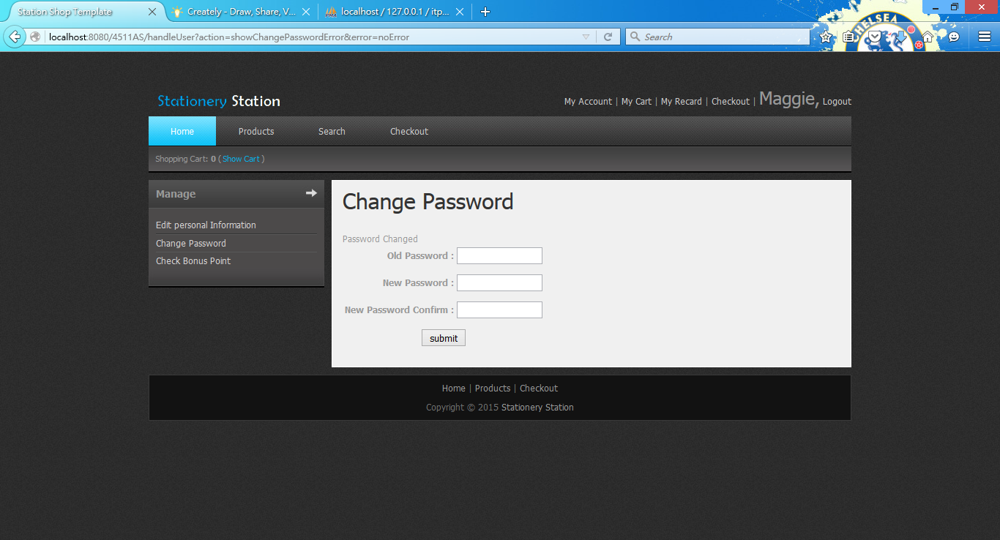 Station Shop Template
Creately - Draw, Share, V...
localhost / 127.0.0.1 / itp...
localhost:8080/4511AS/handleUser?action=showChangePasswordError&error=noError
Search
CHELSEA
Stationery Station
My Account | My Cart | My Recard | Checkout | Maggie, Logout
Home Products Search Checkout
Shopping Cart: 0 ( Show Cart )
Manage
Edit personal Information
Change Password
Check Bonus Point
Change Password
Password Changed
Old Password :
New Password :
New Password Confirm :
submit
Home | Products | Checkout
Copyright © 2015 Stationery Station